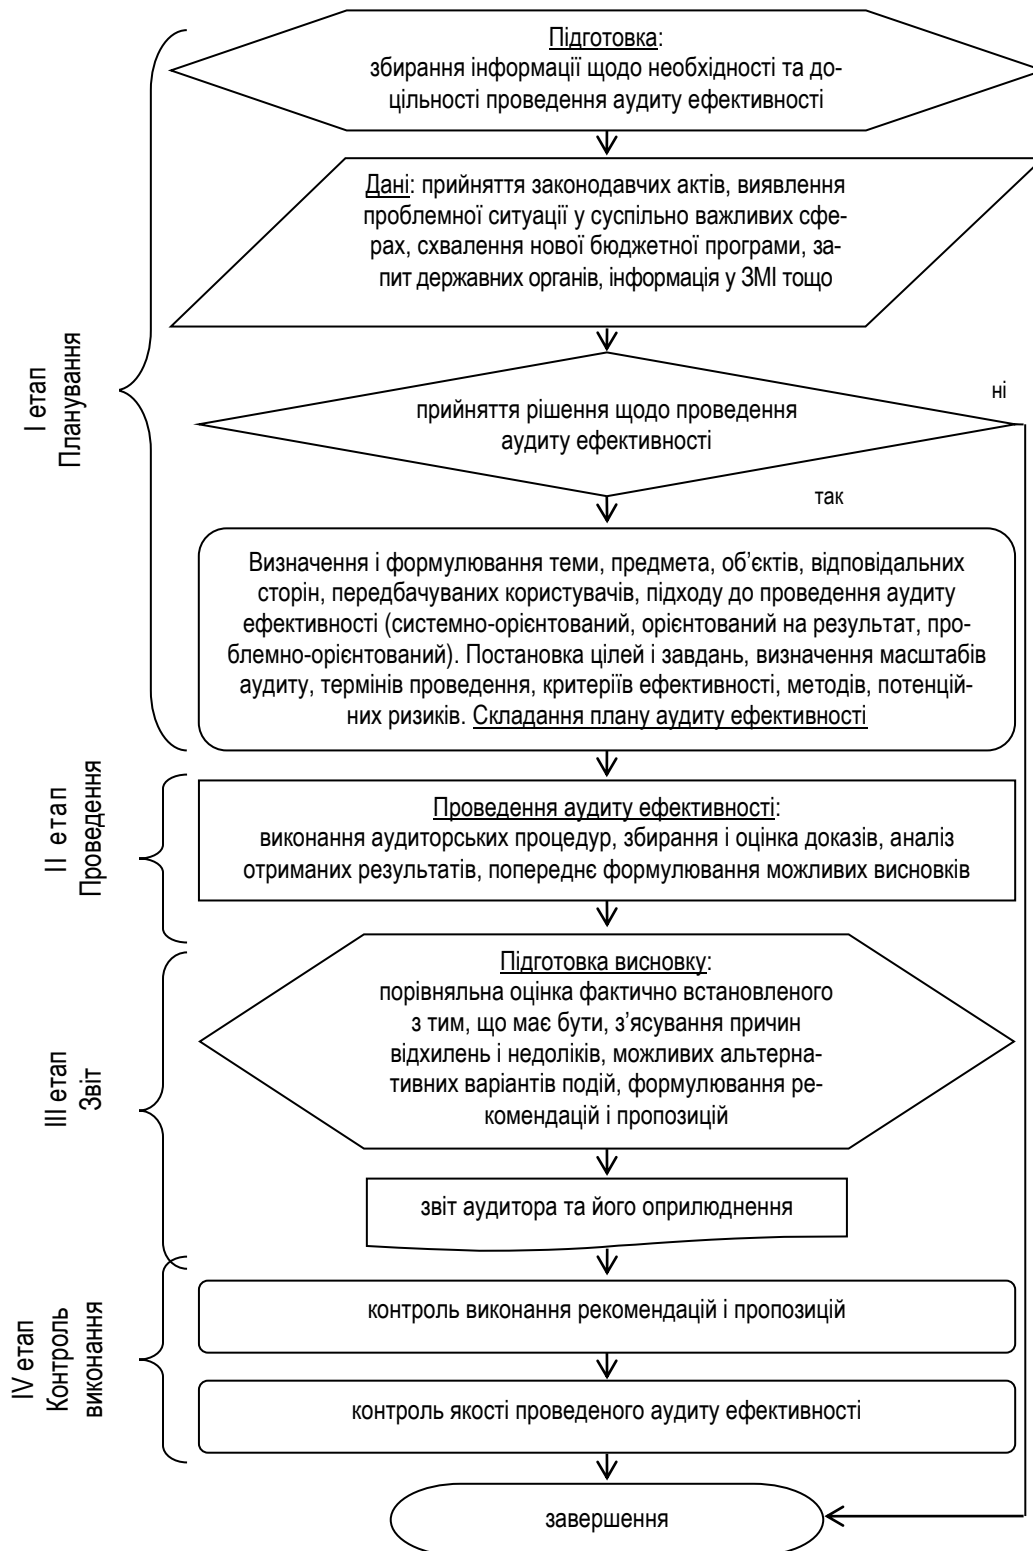 Підготовка:
збирання інформації щодо необхідності та до-
цільності проведення аудиту ефективності
Дані: прийняття законодавчих актів, виявлення
проблемної ситуації у суспільно важливих сфе-
рах, схвалення нової бюджетної програми, за-
пит державних органів, інформація у ЗМІ тощо
І етап
Планування
прийняття рішення щодо проведення
аудиту ефективності
ні
так
Визначення і формулювання теми, предмета, об’єктів, відповідальних
сторін, передбачуваних користувачів, підходу до проведення аудиту
ефективності (системно-орієнтований, орієнтований на результат, про-
блемно-орієнтований). Постановка цілей і завдань, визначення масштабів
аудиту, термінів проведення, критеріїв ефективності, методів, потенцій-
них ризиків. Складання плану аудиту ефективності
ІІ етап
Проведення
Проведення аудиту ефективності:
виконання аудиторських процедур, збирання і оцінка доказів, аналіз
отриманих результатів, попереднє формулювання можливих висновків
ІІІ етап
Звіт
Підготовка висновку:
порівняльна оцінка фактично встановленого
з тим, що має бути, з’ясування причин
відхилень і недоліків, можливих альтерна-
тивних варіантів подій, формулювання ре-
комендацій і пропозицій
звіт аудитора та його оприлюднення
ІV етап
Контроль
виконання
контроль виконання рекомендацій і пропозицій
контроль якості проведеного аудиту ефективності
завершення